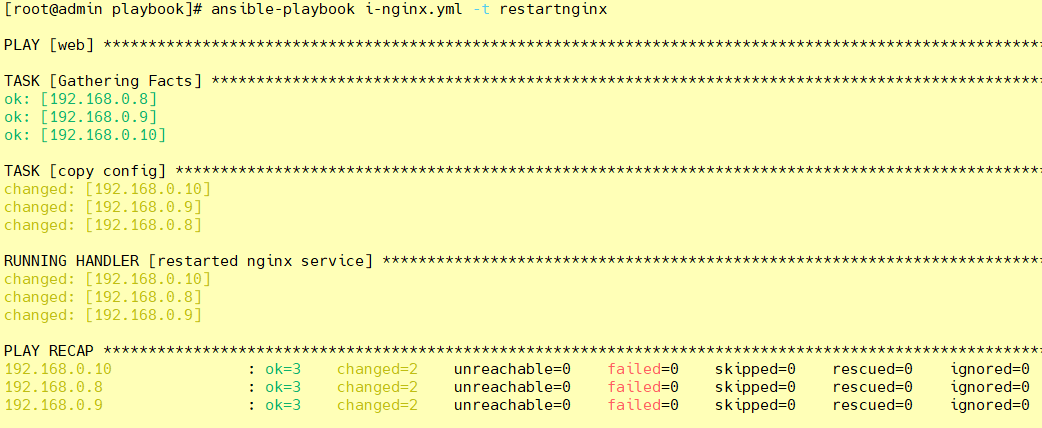 [root@admin playbook]# ansible-playbook i-nginx.yml -t restartnginx
PLAY [web] ********************************************************************************************************
TASK [Gathering Facts] ********************************************************************************************
ok: [192.168.0.8]
ok: [192.168.0.9]
ok: [192.168.0.10]
TASK [copy config] ************************************************************************************************
changed: [192.168.0.10]
changed: [192.168.0.9]
changed: [192.168.0.8]
RUNNING HANDLER [restarted nginx service] *************************************************************************
changed: [192.168.0.10]
changed: [192.168.0.8]
changed: [192.168.0.9]
PLAY RECAP ********************************************************************************************************
192.168.0.10               : ok=3    changed=2    unreachable=0    failed=0    skipped=0    rescued=0    ignored=0
192.168.0.8                : ok=3    changed=2    unreachable=0    failed=0    skipped=0    rescued=0    ignored=0
192.168.0.9                : ok=3    changed=2    unreachable=0    failed=0    skipped=0    rescued=0    ignored=0